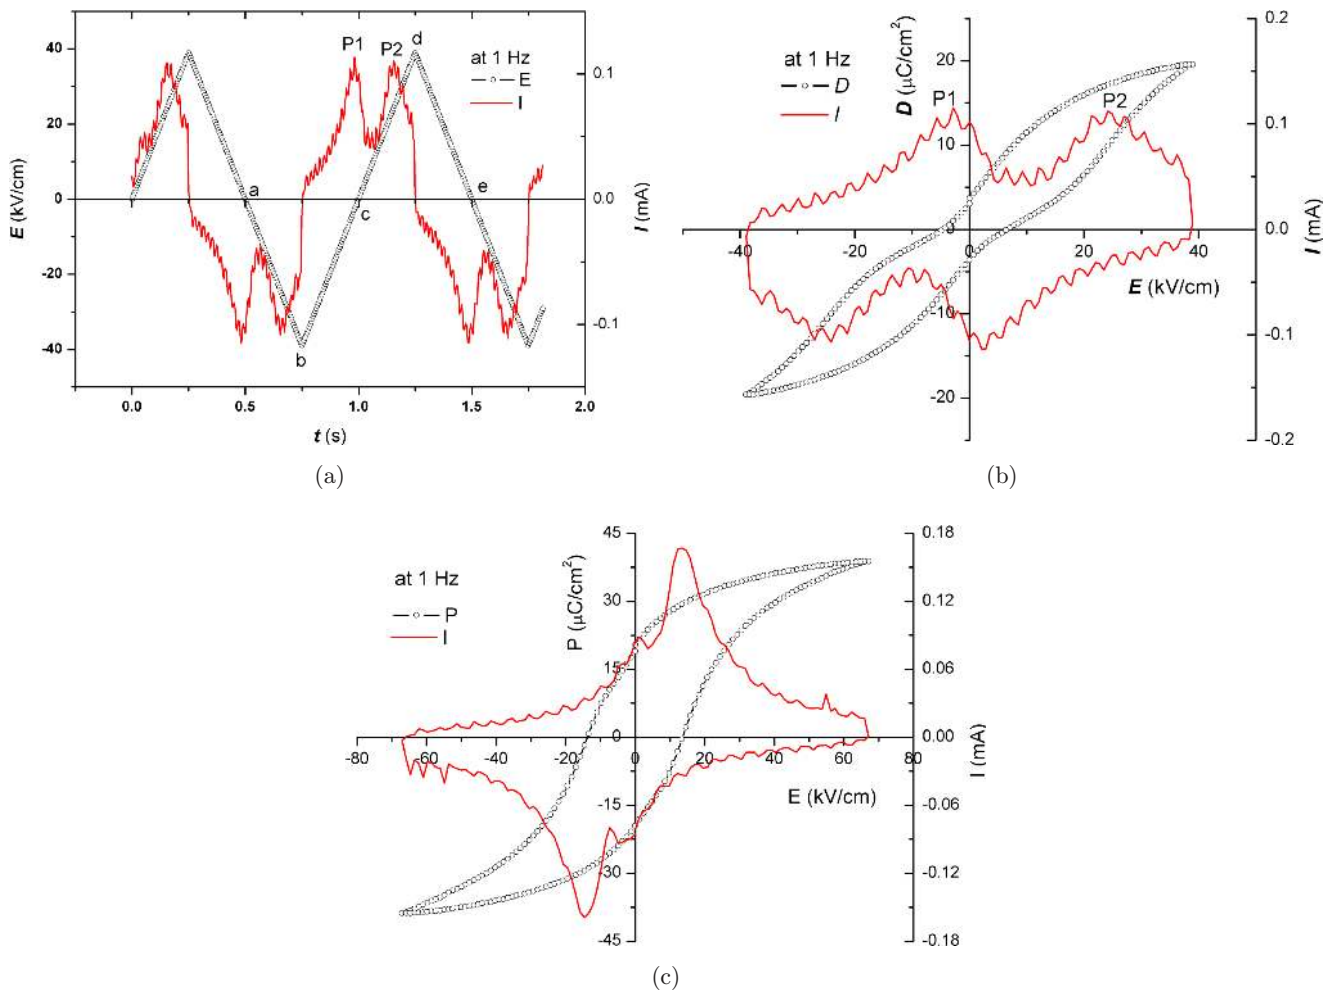 at 1 Hz
E
I
P1
P2
d
a
c
e
b
40
20
0
-20
-40
E (kV/cm)
0.1
0.0
-0.1
I (mA)
0.0
0.5
1.0
1.5
2.0
t (s)
(a)
at 1 Hz
D
I
D (μC/cm²)
20
10
0
-10
-20
P1
P2
0.2
0.1
0.0
-0.1
-0.2
I (mA)
-40
-20
0
20
40
E (kV/cm)
(b)
at 1 Hz
P
I
P (μC/cm²)
45
30
15
0
-15
-30
-45
0.18
0.12
0.06
0.00
-0.06
-0.12
-0.18
I (mA)
-80
-60
-40
-20
0
20
40
60
80
E (kV/cm)
(c)